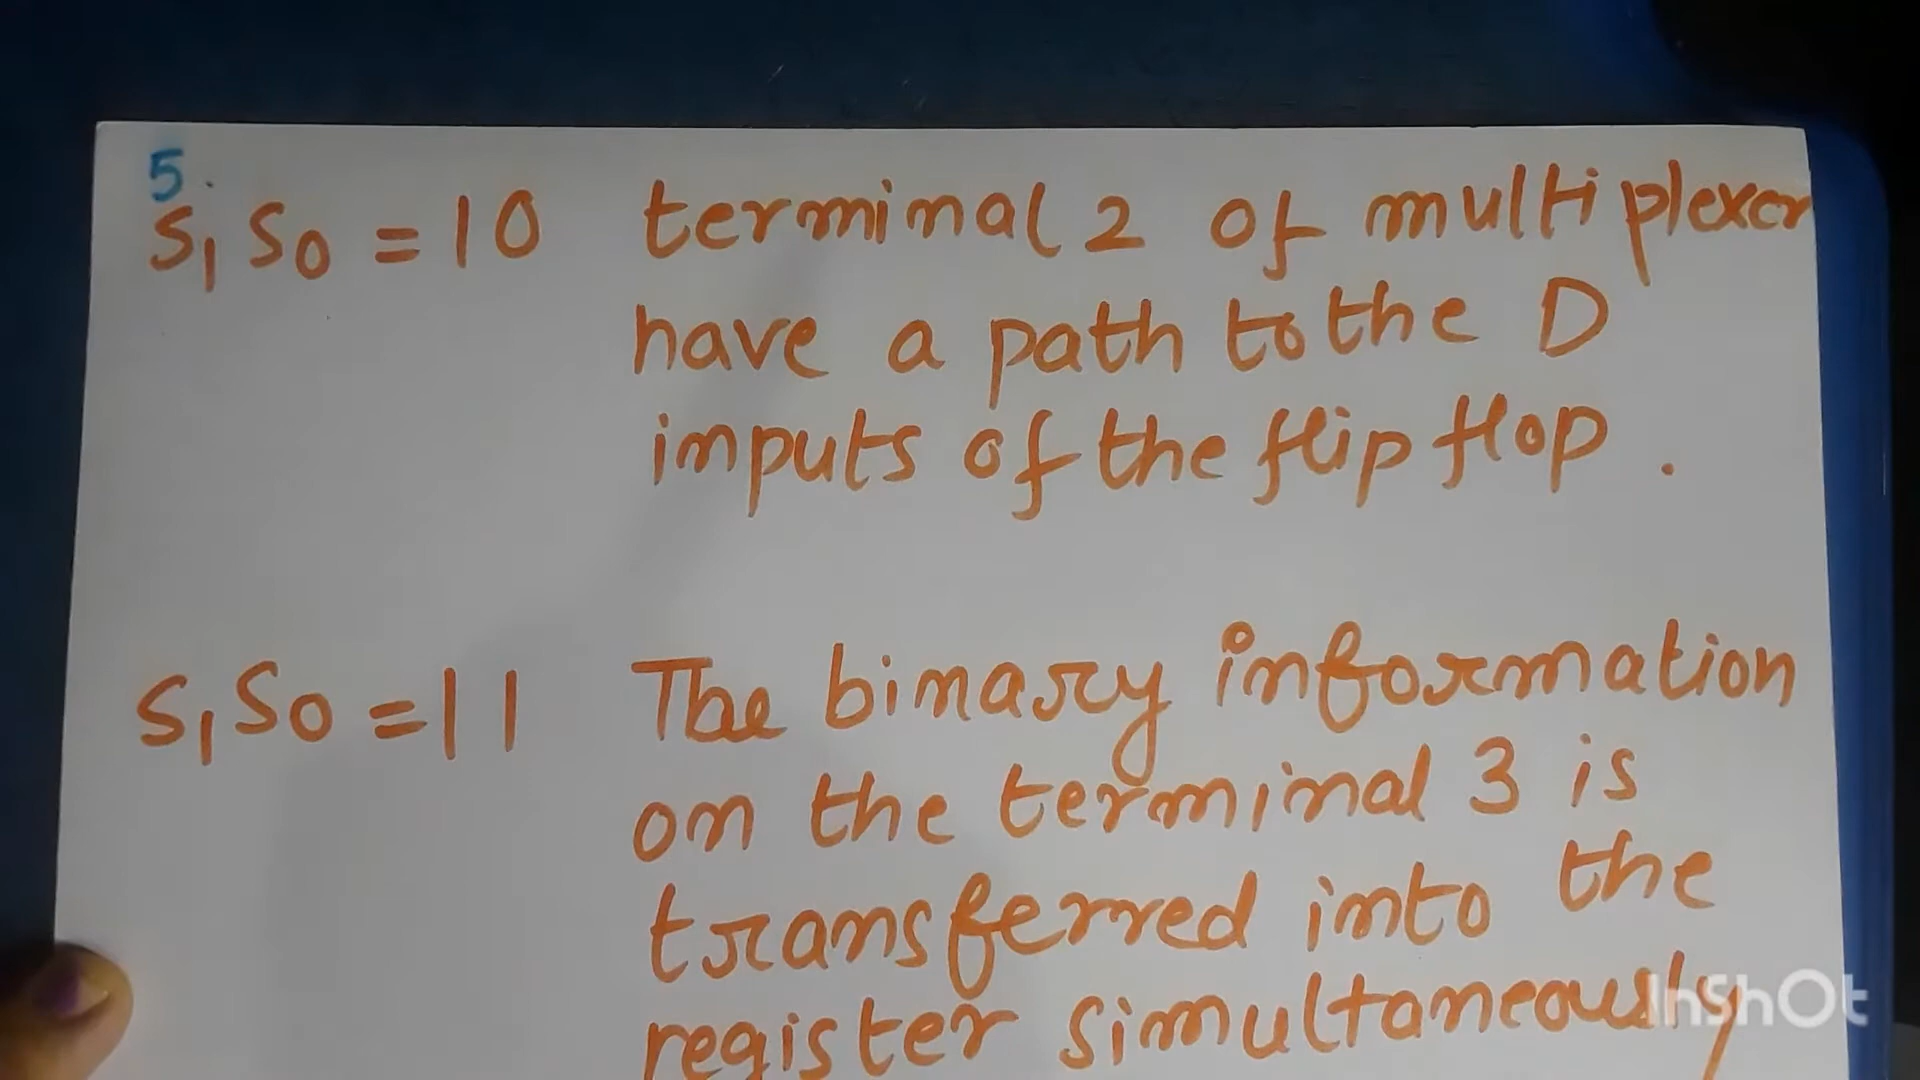 5.
S1 S0 = 10 terminal 2 of multiplexer
have a path to the D
inputs of the flip flop.
S1 S0 = 11 The binary information
on the terminal 3 is
transferred into the
register simultaneously
InShOt